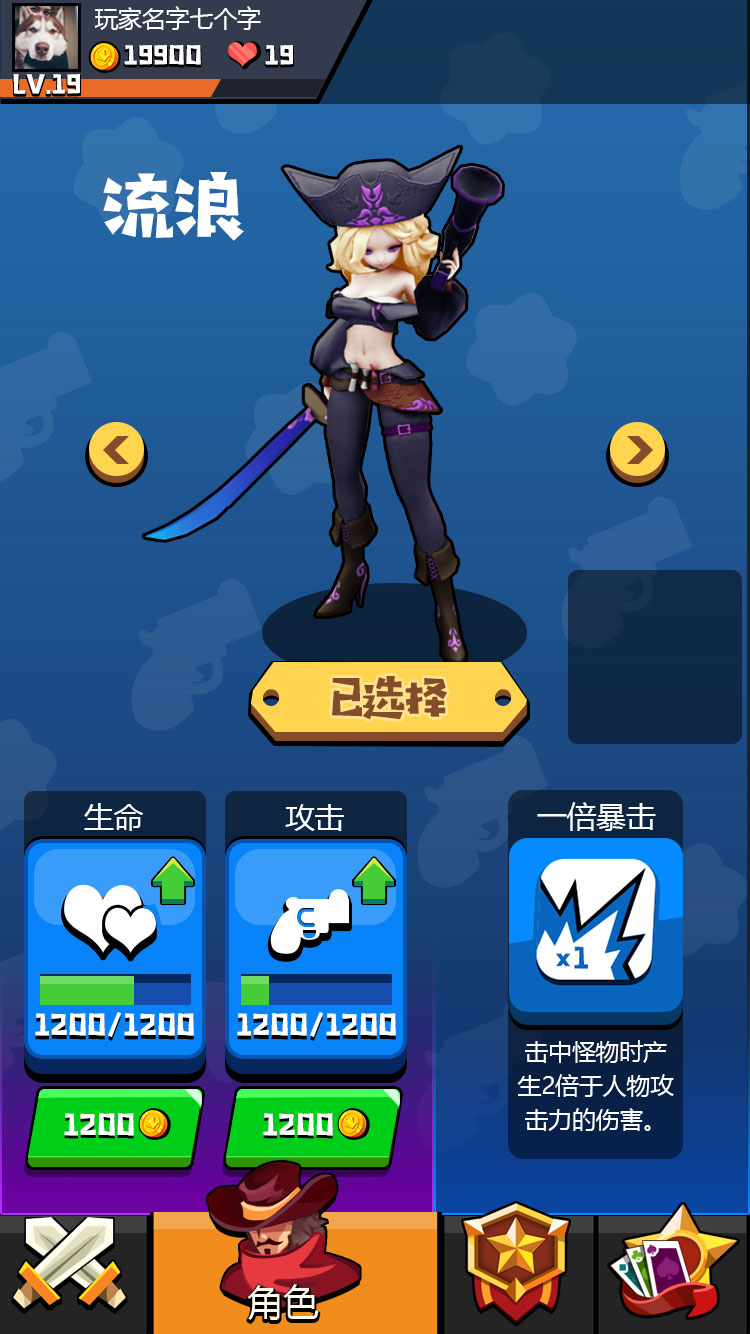 玩家名字七个字
19900
19
LV.19
流浪
已选择
生命
攻击
一倍暴击
x1
1200/1200
1200/1200
击中怪物时产
生2倍于人物攻
击力的伤害。
1200
1200
角色